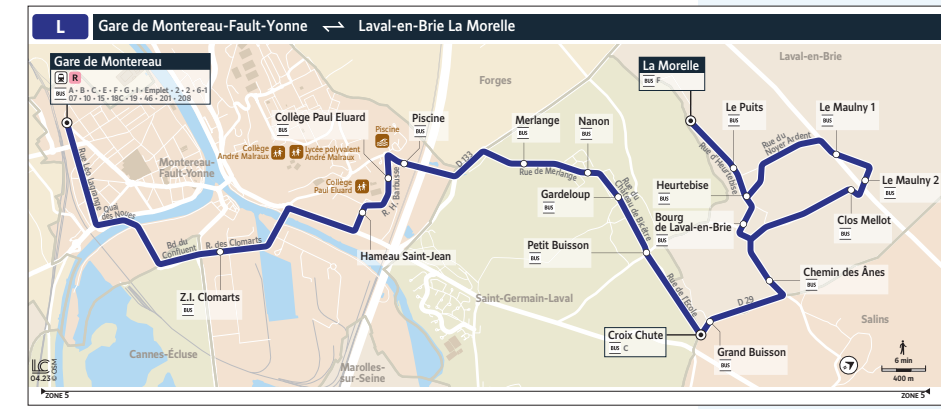 L Gare de Montereau-Fault-Yonne ⇌ Laval-en-Brie La Morelle
Gare de Montereau
R
BUS A • B • C • E • F • G • I • Emplet • 2 • 2 • 6-1
07 • 10 • 15 • 18C • 19 • 46 • 201 • 208
Forges
Laval-en-Brie
La Morelle
BUS F
Le Puits
BUS
Le Maulny 1
BUS
Collège Paul Eluard
BUS
Piscine
Piscine
BUS
Merlange
BUS
Nanon
BUS
Rue du
Noyer Ardent
Collège
André Malraux
Lycée polyvalent
André Malraux
D 133
Rue de Merlange
Rue d'Heurtebise
Rue Léo Lagrange
Montereau-
Fault-Yonne
Collège
Paul Eluard
R. H. Barbusse
Gardeloup
BUS
Rue du
Château de Bicêtre
Heurtebise
BUS
Le Maulny 2
BUS
Quai
des Noues
Bourg
de Laval-en-Brie
BUS
Clos Mellot
BUS
Bd du
Confluent
R. des Clomarts
Hameau Saint-Jean
Petit Buisson
BUS
Rue de l'Ecole
Chemin des Ânes
BUS
Z.I. Clomarts
BUS
Saint-Germain-Laval
D 29
Salins
Croix Chute
BUS C
Grand Buisson
BUS
Cannes-Écluse
Marolles-
sur-Seine
LC
04.23
6 min
400 m
ZONE 5
ZONE 5